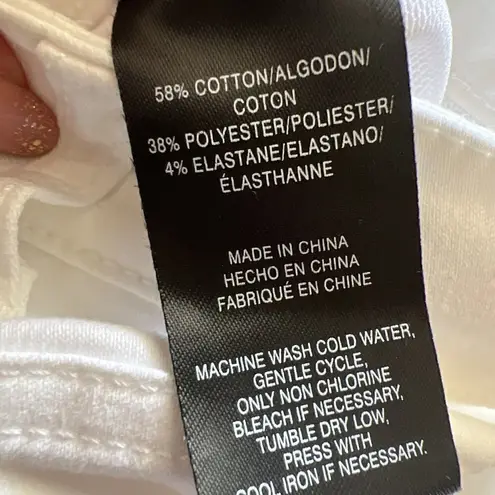 58% COTTON/ALGODON/
COTON
38% POLYESTER/POLIESTER/
4% ELASTANE/ELASTANO/
ÉLASTHANNE
MADE IN CHINA
HECHO EN CHINA
FABRIQUÉ EN CHINE
MACHINE WASH COLD WATER,
GENTLE CYCLE,
ONLY NON CHLORINE
BLEACH IF NECESSARY,
TUMBLE DRY LOW,
PRESS WITH
COOL IRON IF NECESSARY.